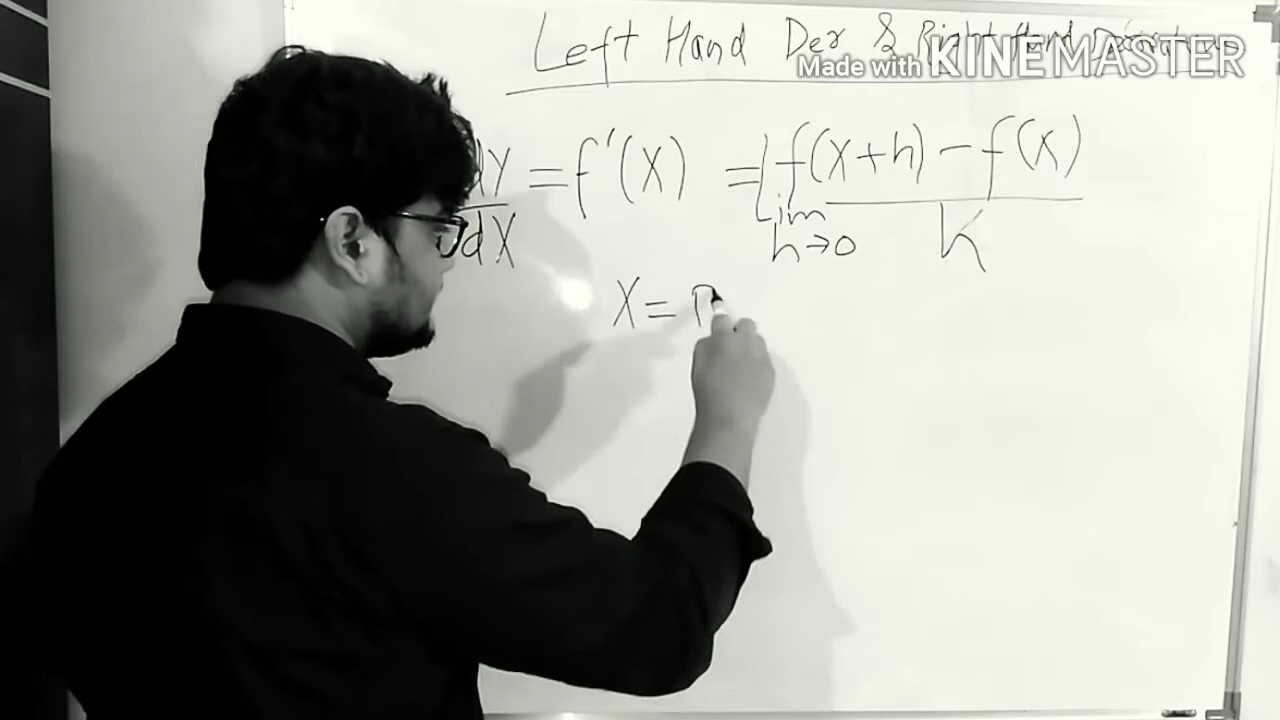 Left Hand Der & Right Hand Derivative
Made with KINEMASTER
dY/dX = f'(X) = Lim h→0 f(X+h) - f(X) / h
X =